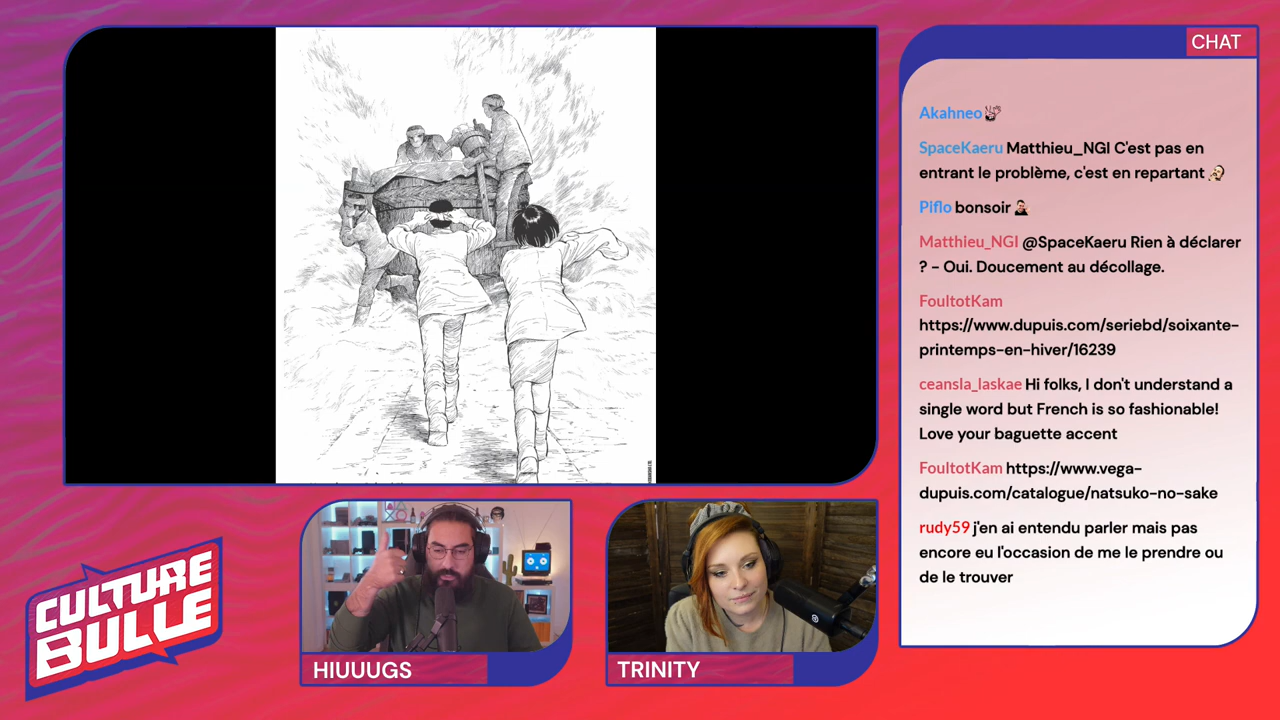 CHAT
Akahneo
SpaceKaeru Matthieu_NGI C'est pas en
entrant le problème, c'est en repartant
Piflo bonsoir
Matthieu_NGI @SpaceKaeru Rien à déclarer
? - Oui. Doucement au décollage.
FoultotKam
https://www.dupuis.com/seriebd/soixante-
printemps-en-hiver/16239
ceansla_laskae Hi folks, I don't understand a
single word but French is so fashionable!
Love your baguette accent
FoultotKam https://www.vega-
dupuis.com/catalogue/natsuko-no-sake
rudy59 j'en ai entendu parler mais pas
encore eu l'occasion de me le prendre ou
de le trouver
CULTURE
BULLE
HIUUUGS
TRINITY